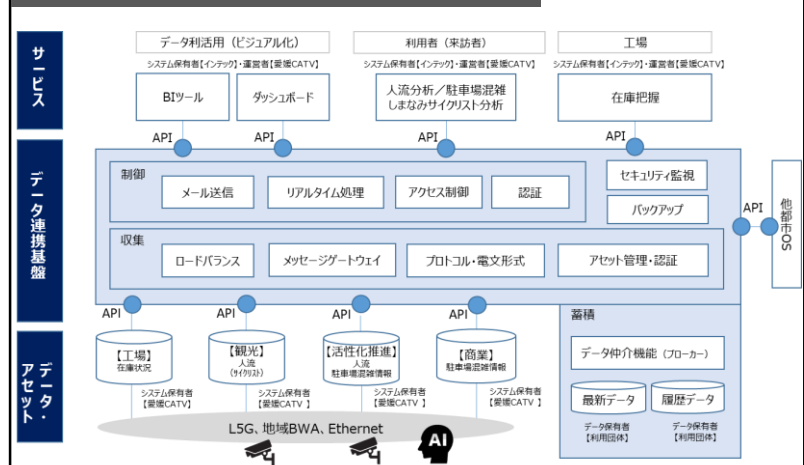 サービス
データ利活用（ビジュアル化）
利用者（来訪者）
工場
システム保有者【インテック】・運営者【愛媛CATV】
システム保有者【インテック】・運営者【愛媛CATV】
システム保有者【インテック】・運営者【愛媛CATV】
BIツール
ダッシュボード
人流分析／駐車場混雑
しまなみサイクリスト分析
在庫把握
API
API
API
API
データ連携基盤
制御
メール送信
リアルタイム処理
アクセス制御
認証
セキュリティ監視
バックアップ
API
他都市OS
収集
ロードバランス
メッセージゲートウェイ
プロトコル・電文形式
アセット管理・認証
API
API
API
API
データ・
アセット
【工場】
在庫状況
【観光】
人流
（サイクリスト）
【活性化推進】
人流
駐車場混雑情報
【商業】
駐車場混雑情報
システム保有者
【愛媛CATV】
システム保有者
【愛媛CATV 】
システム保有者
【愛媛CATV 】
システム保有者
【愛媛CATV 】
L5G、地域BWA、Ethernet
AI
蓄積
データ仲介機能（ブローカー）
最新データ
履歴データ
データ保有者
【利用団体】
データ保有者
【利用団体】